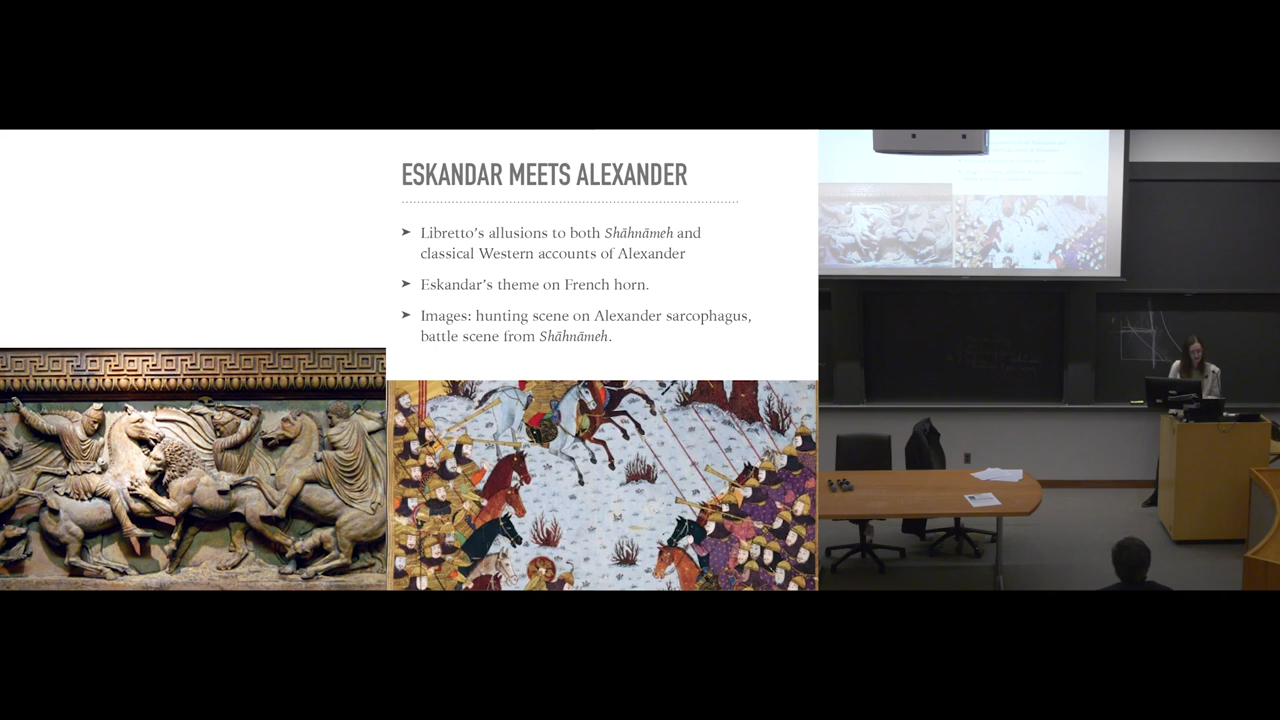 ESKANDAR MEETS ALEXANDER
➤ Libretto's allusions to both Shāhnāmeh and
classical Western accounts of Alexander
➤ Eskandar's theme on French horn.
➤ Images: hunting scene on Alexander sarcophagus,
battle scene from Shāhnāmeh.